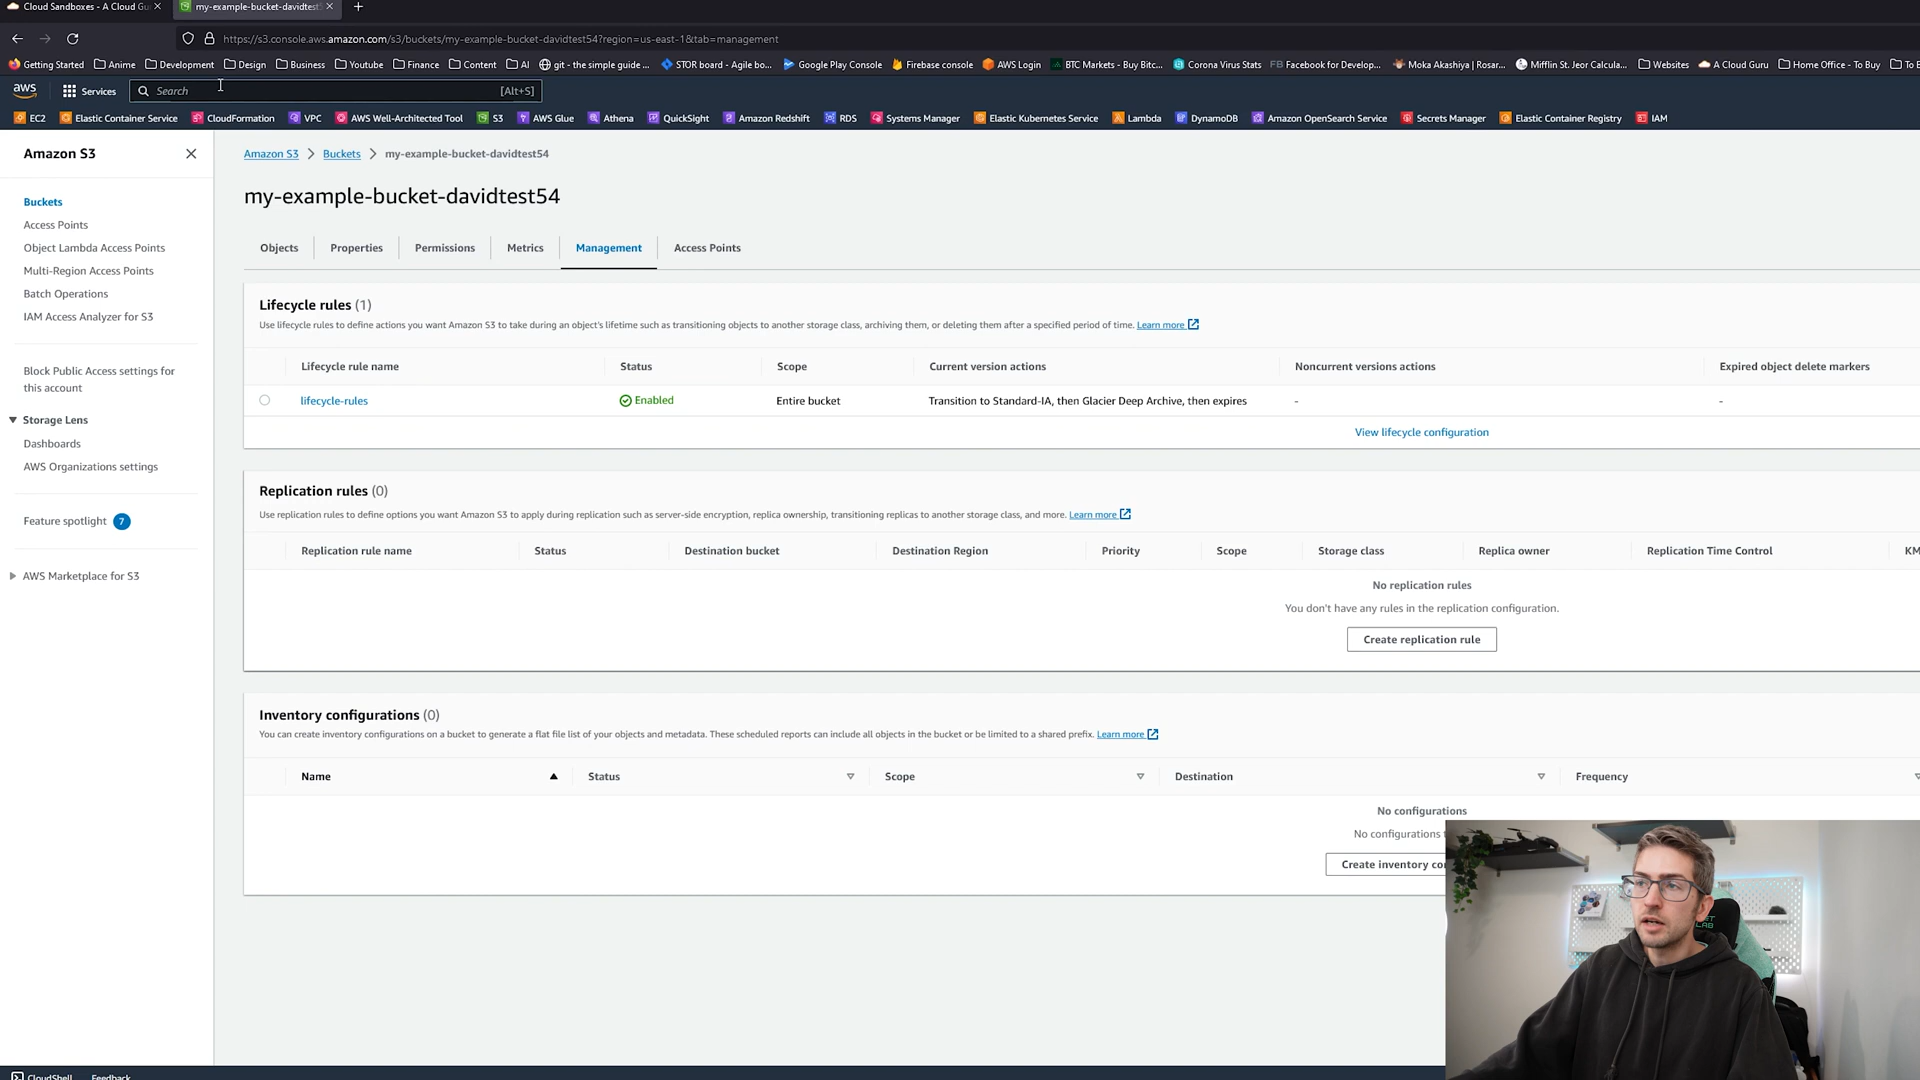 Cloud Sandboxes - A Cloud Gu
my-example-bucket-davidtest5
https://s3.console.aws.amazon.com/s3/buckets/my-example-bucket-davidtest54?region=us-east-1&tab=management
Getting Started Anime Development Design Business Youtube Finance Content AI git - the simple guide ... STOR board - Agile bo... Google Play Console Firebase console AWS Login BTC Markets - Buy Bitc... Corona Virus Stats FB Facebook for Develop... Moka Akashiya | Rosar... Mifflin St. Jeor Calcula... Websites A Cloud Guru Home Office - To Buy To B
aws Services Search [Alt+S]
EC2 Elastic Container Service CloudFormation VPC AWS Well-Architected Tool S3 AWS Glue Athena QuickSight Amazon Redshift RDS Systems Manager Elastic Kubernetes Service Lambda DynamoDB Amazon OpenSearch Service Secrets Manager Elastic Container Registry IAM
Amazon S3
Buckets
Access Points
Object Lambda Access Points
Multi-Region Access Points
Batch Operations
IAM Access Analyzer for S3
Block Public Access settings for
this account
Storage Lens
Dashboards
AWS Organizations settings
Feature spotlight 7
AWS Marketplace for S3
Amazon S3 > Buckets > my-example-bucket-davidtest54
my-example-bucket-davidtest54
Objects Properties Permissions Metrics Management Access Points
Lifecycle rules (1)
Use lifecycle rules to define actions you want Amazon S3 to take during an object's lifetime such as transitioning objects to another storage class, archiving them, or deleting them after a specified period of time. Learn more
Lifecycle rule name Status Scope Current version actions Noncurrent versions actions Expired object delete markers
lifecycle-rules Enabled Entire bucket Transition to Standard-IA, then Glacier Deep Archive, then expires - -
View lifecycle configuration
Replication rules (0)
Use replication rules to define options you want Amazon S3 to apply during replication such as server-side encryption, replica ownership, transitioning replicas to another storage class, and more. Learn more
Replication rule name Status Destination bucket Destination Region Priority Scope Storage class Replica owner Replication Time Control KM
No replication rules
You don't have any rules in the replication configuration.
Create replication rule
Inventory configurations (0)
You can create inventory configurations on a bucket to generate a flat file list of your objects and metadata. These scheduled reports can include all objects in the bucket or be limited to a shared prefix. Learn more
Name Status Scope Destination Frequency
No configurations
No configurations
Create inventory co
CloudShell Feedback